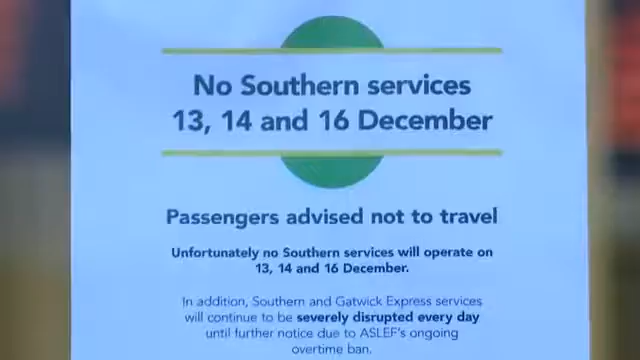 No Southern services
13, 14 and 16 December
Passengers advised not to travel
Unfortunately no Southern services will operate on
13, 14 and 16 December.
In addition, Southern and Gatwick Express services
will continue to be severely disrupted every day
until further notice due to ASLEF's ongoing
overtime ban.